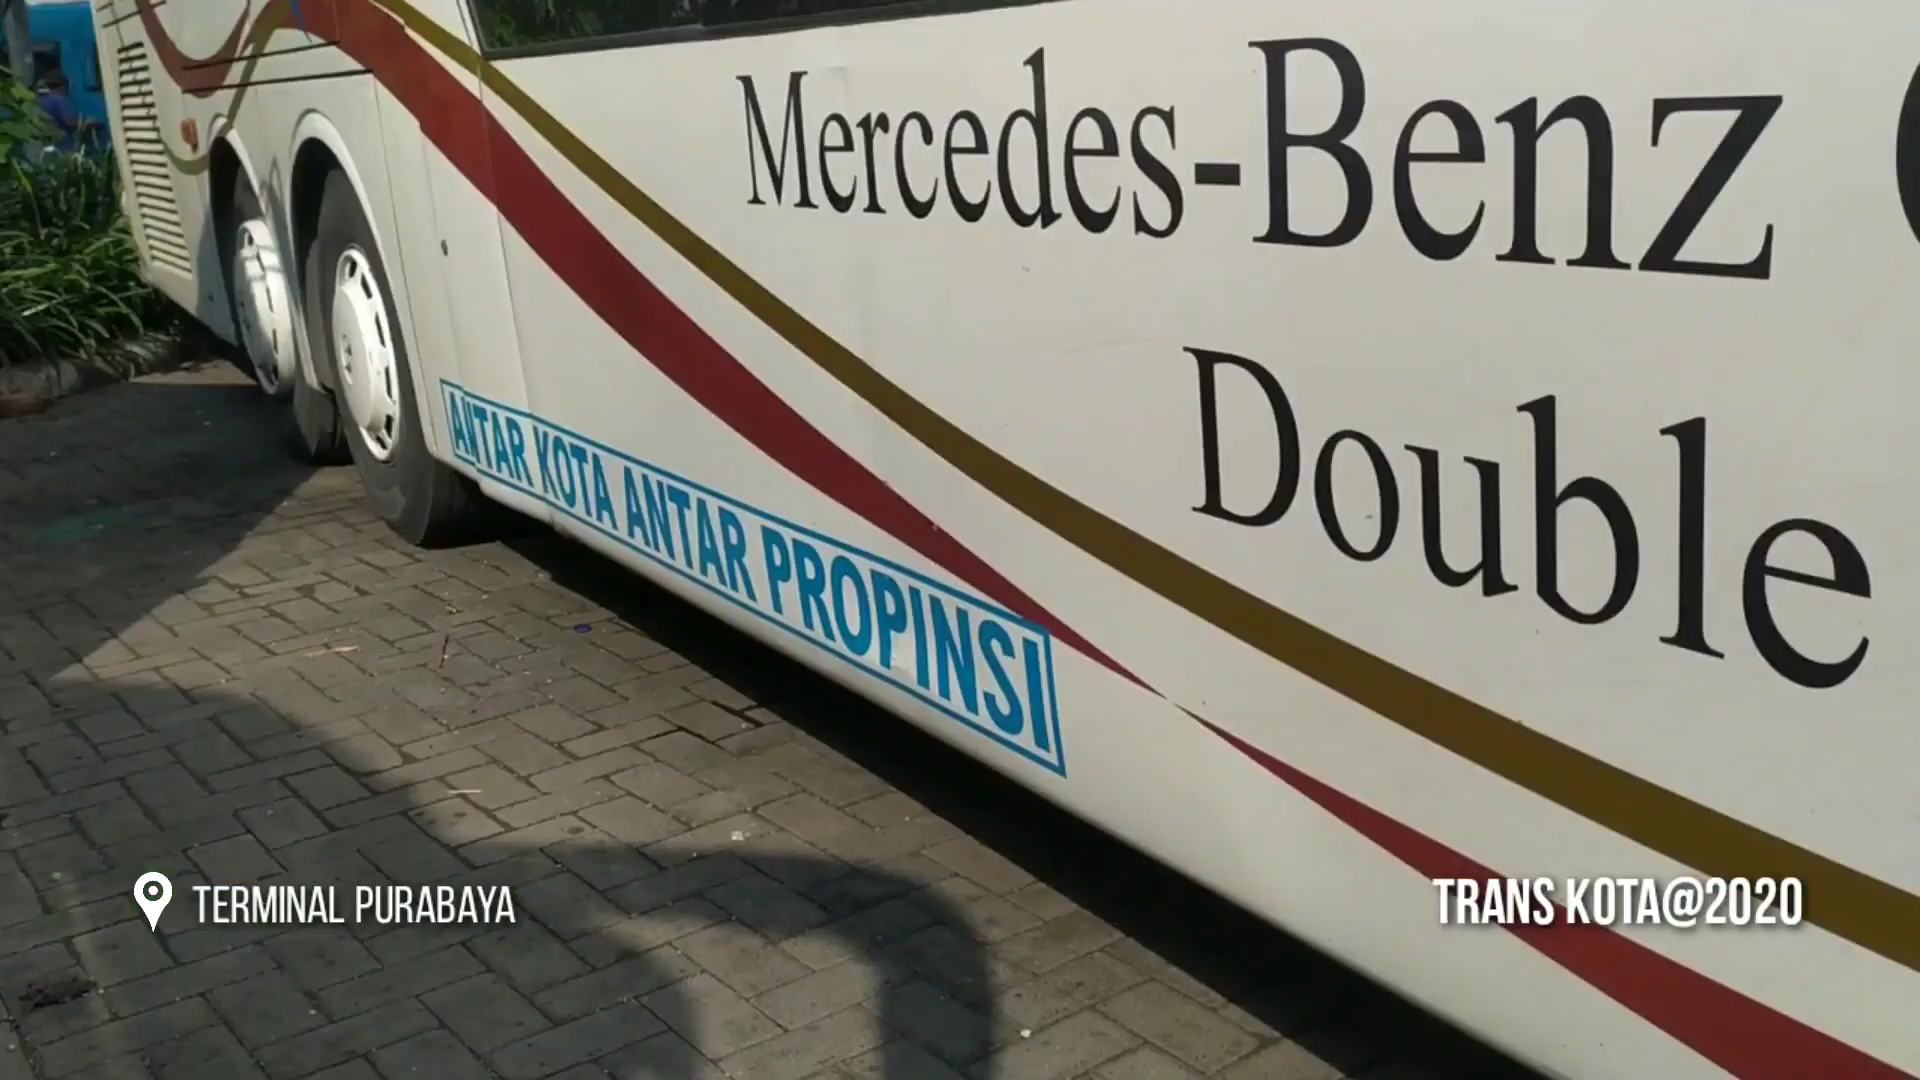 Mercedes-Benz
Double
ANTAR KOTA ANTAR PROPINSI
TERMINAL PURABAYA
TRANS KOTA@2020